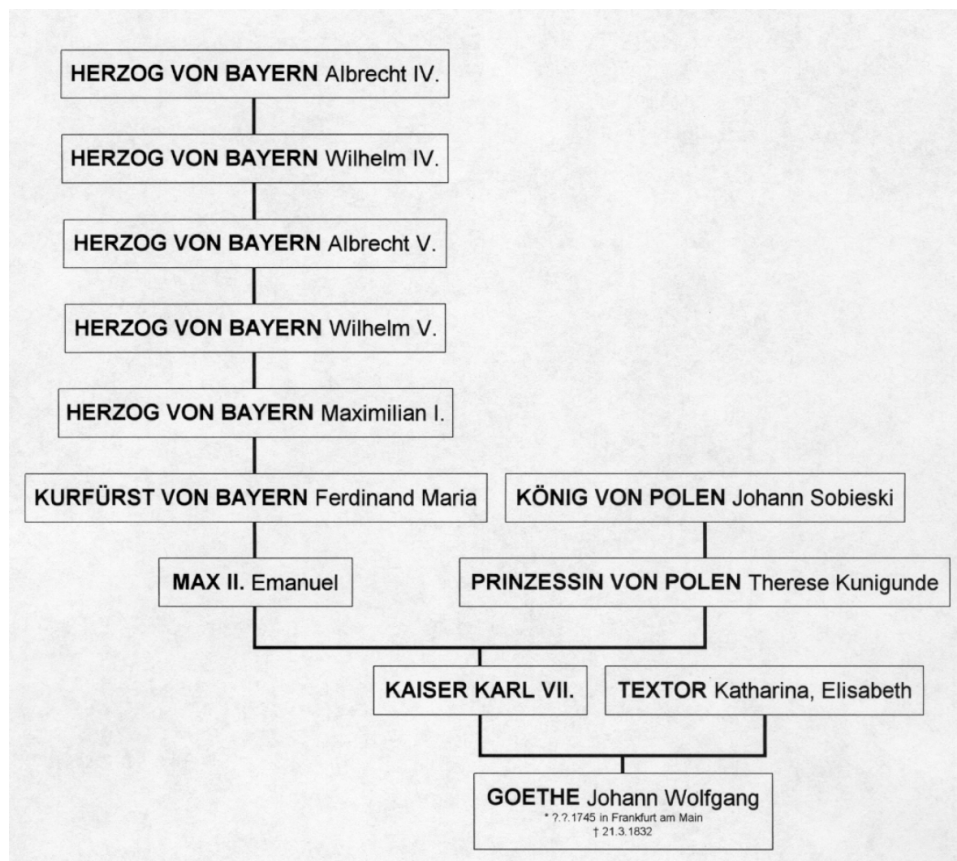 HERZOG VON BAYERN Albrecht IV.
HERZOG VON BAYERN Wilhelm IV.
HERZOG VON BAYERN Albrecht V.
HERZOG VON BAYERN Wilhelm V.
HERZOG VON BAYERN Maximilian I.
KURFÜRST VON BAYERN Ferdinand Maria
KÖNIG VON POLEN Johann Sobieski
MAX II. Emanuel
PRINZESSIN VON POLEN Therese Kunigunde
KAISER KARL VII.
TEXTOR Katharina, Elisabeth
GOETHE Johann Wolfgang
* ?.?.1745 in Frankfurt am Main
† 21.3.1832